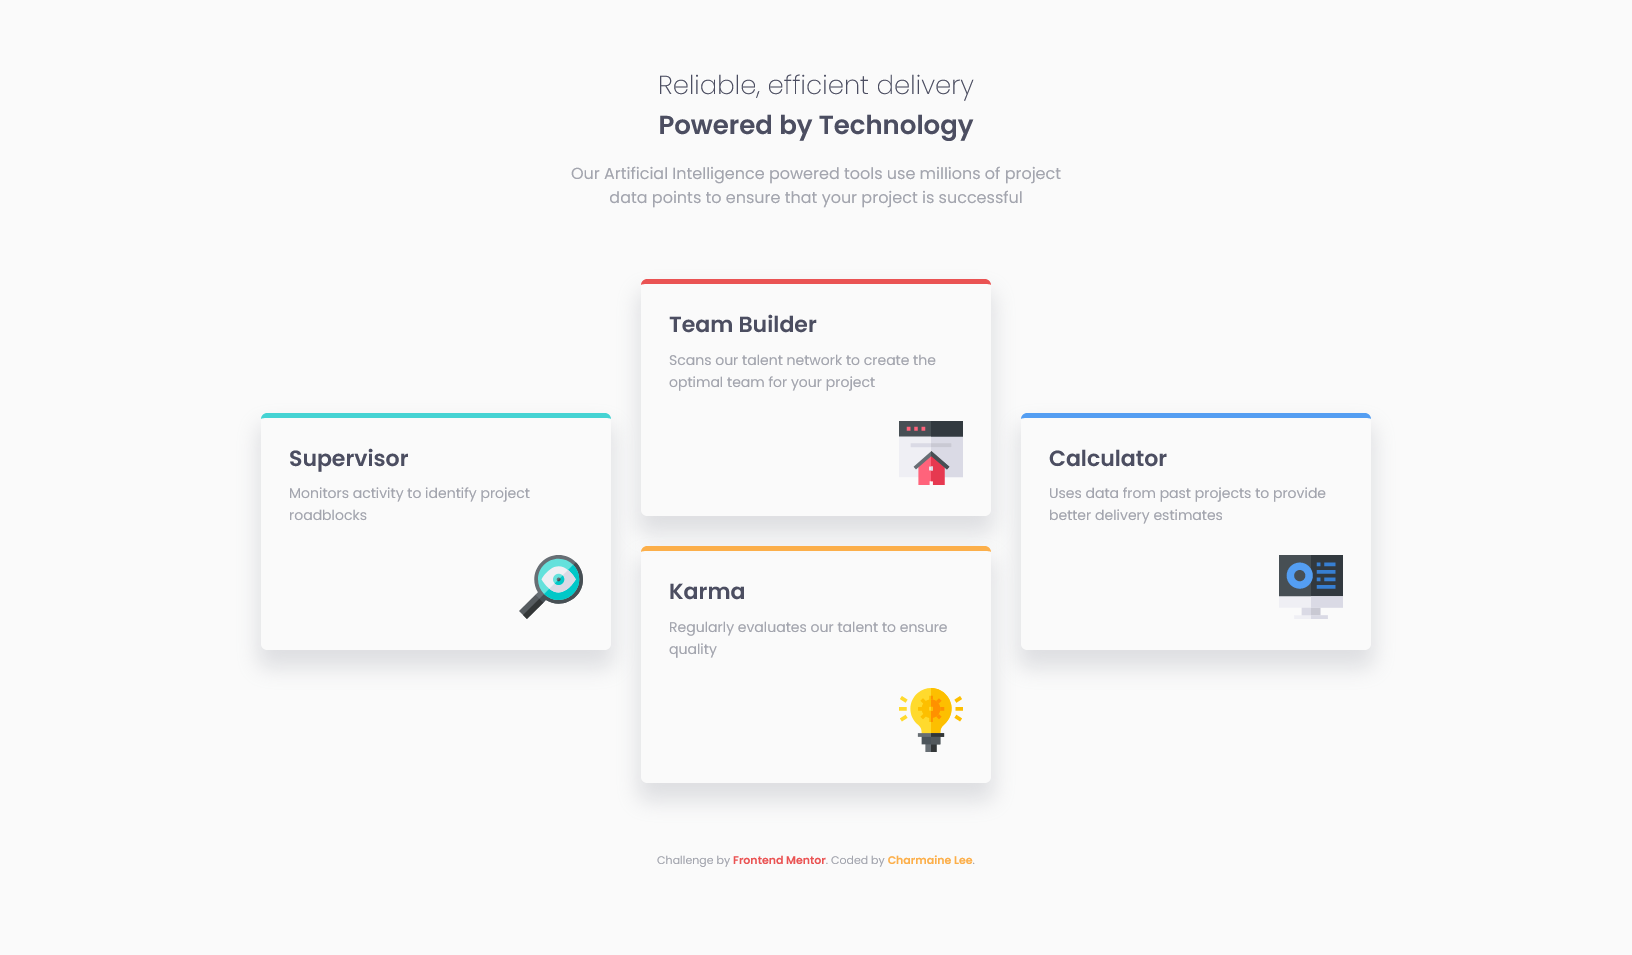 Reliable, efficient delivery
Powered by Technology
Our Artificial Intelligence powered tools use millions of project
data points to ensure that your project is successful
Supervisor
Monitors activity to identify project
roadblocks
Team Builder
Scans our talent network to create the
optimal team for your project
Karma
Regularly evaluates our talent to ensure
quality
Calculator
Uses data from past projects to provide
better delivery estimates
Challenge by Frontend Mentor. Coded by Charmaine Lee.